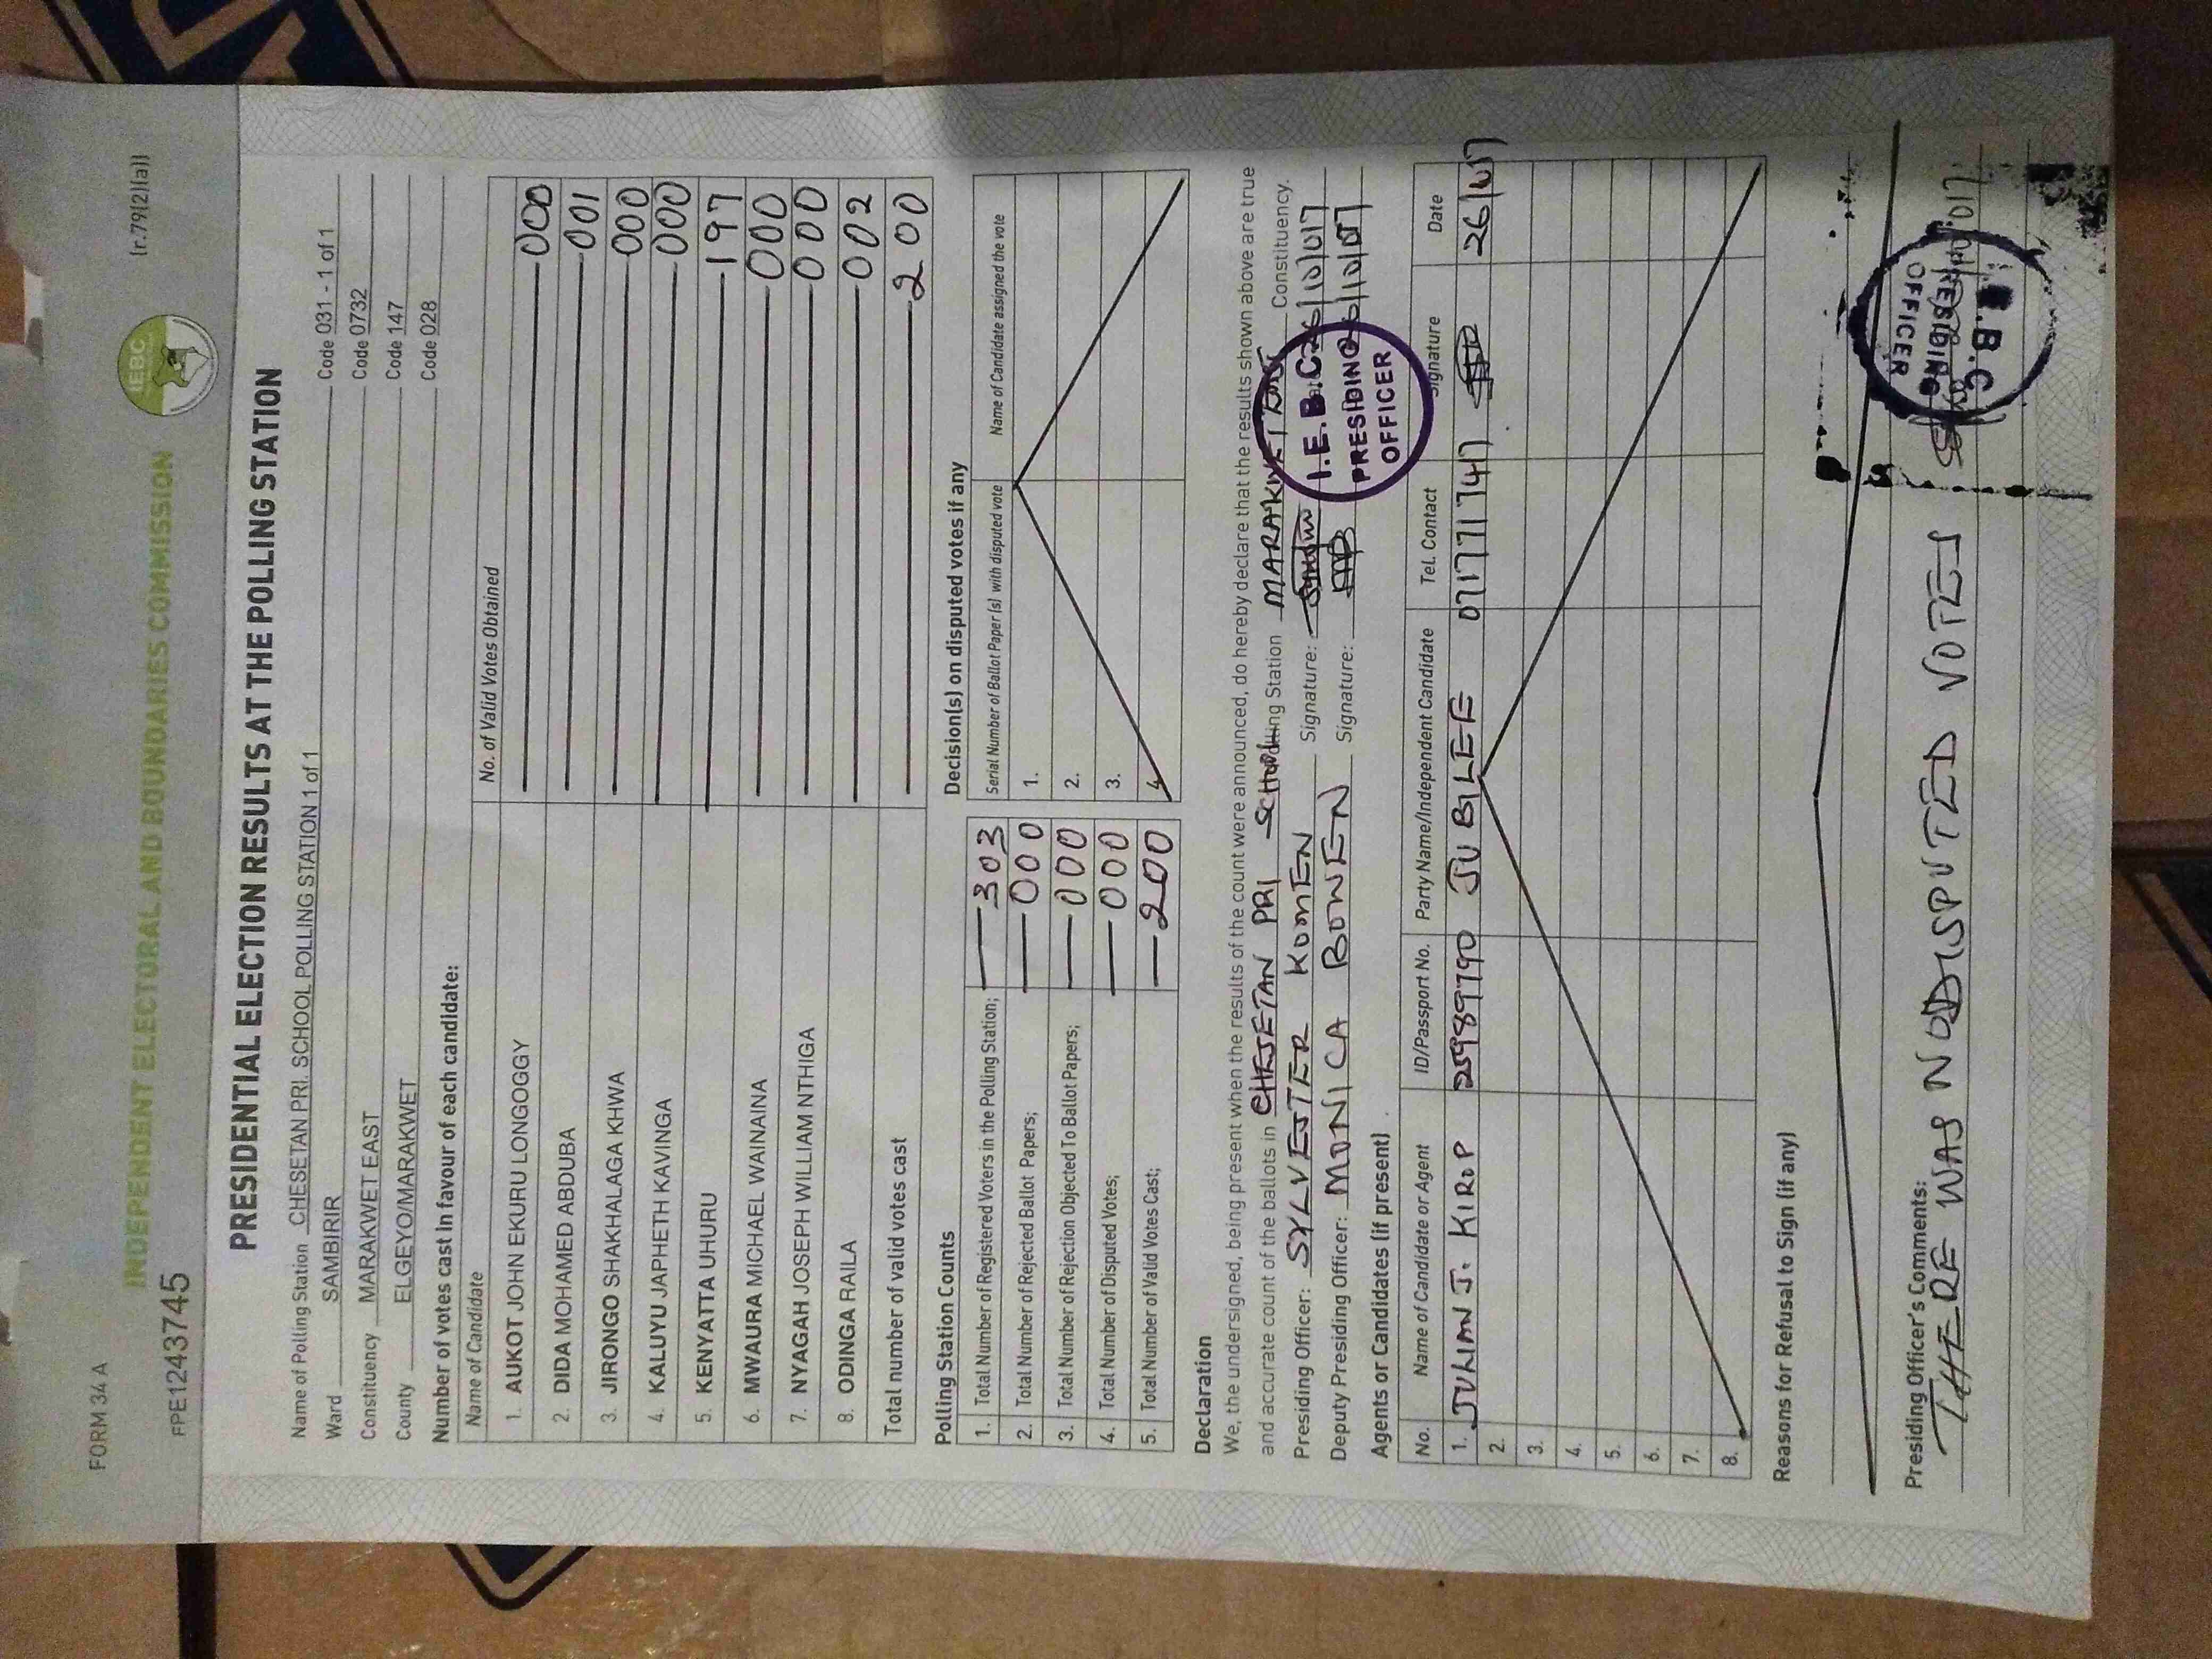 FORM 34 A
(r.79(2)(a))
FPE1243745
IEBC
INDEPENDENT ELECTORAL AND BOUNDARIES COMMISSION
PRESIDENTIAL ELECTION RESULTS AT THE POLLING STATION
Name of Polling Station CHESETAN PRI. SCHOOL POLLING STATION 1 of 1 Code 031 - 1 of 1
Ward SAMBIRIR Code 0732
Constituency MARAKWET EAST Code 147
County ELGEYO/MARAKWET Code 028
Number of votes cast in favour of each candidate:
Name of Candidate No. of Valid Votes Obtained
1. AUKOT JOHN EKURU LONGOGGY 000
2. DIDA MOHAMED ABDUBA 001
3. JIRONGO SHAKHALAGA KHWA 000
4. KALUYU JAPHETH KAVINGA 000
5. KENYATTA UHURU 197
6. MWAURA MICHAEL WAINAINA 000
7. NYAGAH JOSEPH WILLIAM NTHIGA 000
8. ODINGA RAILA 002
Total number of valid votes cast 200
Polling Station Counts
1. Total Number of Registered Voters in the Polling Station; 303
2. Total Number of Rejected Ballot Papers; 000
3. Total Number of Rejection Objected To Ballot Papers; 000
4. Total Number of Disputed Votes; 000
5. Total Number of Valid Votes Cast; 200
Decision(s) on disputed votes if any
Serial Number of Ballot Paper (s) with disputed vote Name of Candidate assigned the vote
1.
2.
3.
4.
Declaration
We, the undersigned, being present when the results of the count were announced, do hereby declare that the results shown above are true
and accurate count of the ballots in CHESETAN PRI SCHOOL Polling Station MARAKWET EAST Constituency.
Presiding Officer: SYLVESTER KOMEN Signature: 26/10/017
Deputy Presiding Officer: MONICA BOWEN Signature:
I.E.B.C
PRESIDING
OFFICER
Agents or Candidates (if present)
No. Name of Candidate or Agent ID/Passport No. Party Name/Independent Candidate Tel. Contact Signature Date
1. JULIAN J. KIROP 25989790 JUBILEE 0717711747
2.
3.
4.
5.
6.
7.
8.
Reasons for Refusal to Sign (if any)
Presiding Officer's Comments:
THERE WAS NO DISPUTED VOTES
I.E.B.C
PRESIDING
OFFICER